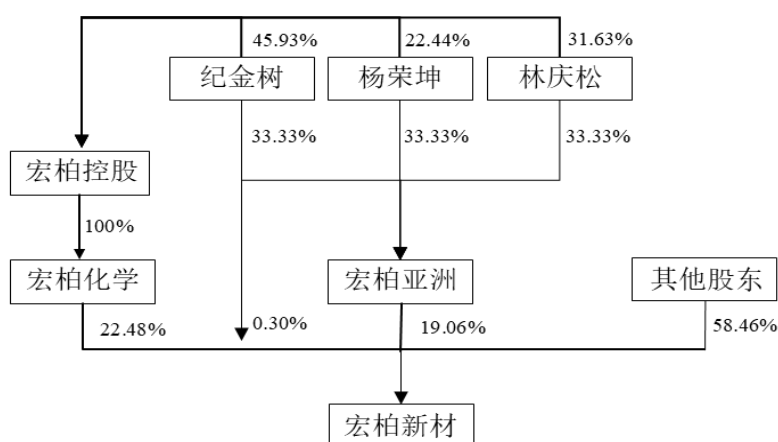 45.93%
22.44%
31.63%
纪金树
杨荣坤
林庆松
33.33%
33.33%
33.33%
宏柏控股
100%
宏柏化学
宏柏亚洲
其他股东
22.48%
0.30%
19.06%
58.46%
宏柏新材